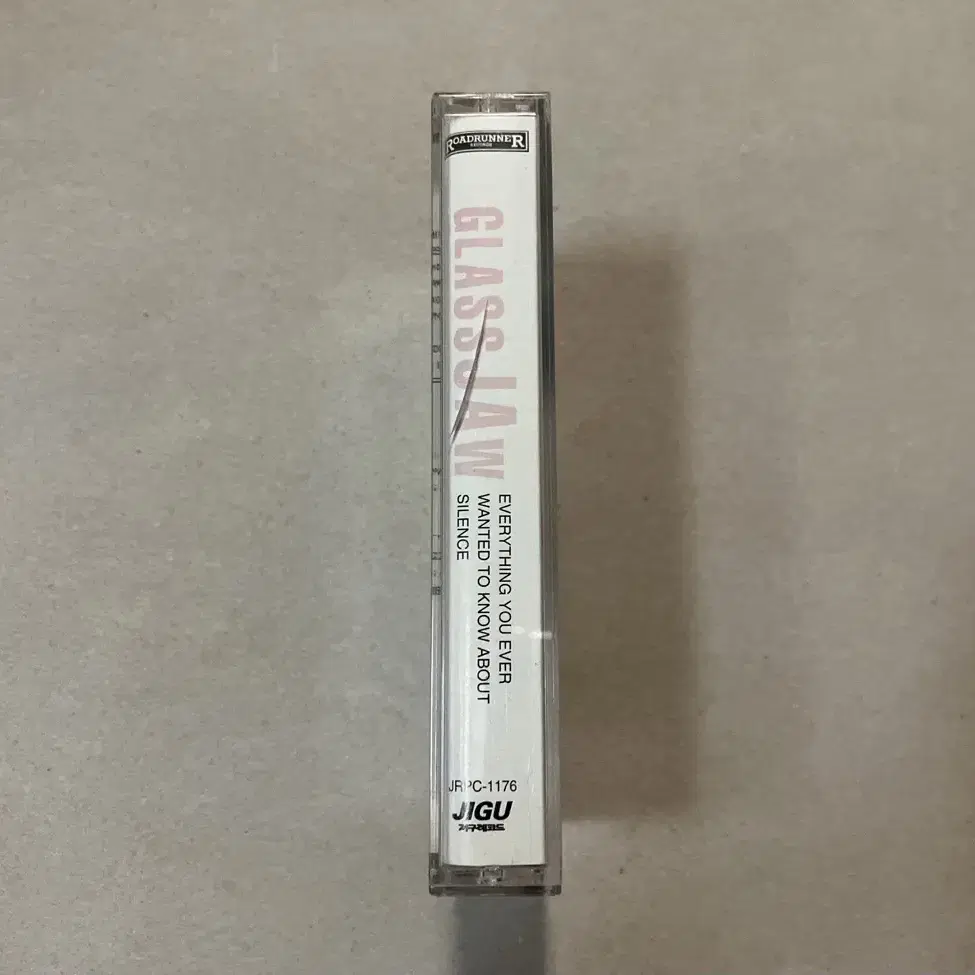 ROADRUNNER
RECORDS
GLASSJAW
EVERYTHING YOU EVER
WANTED TO KNOW ABOUT
SILENCE
JRPC-1176
JIGU
지구레코드